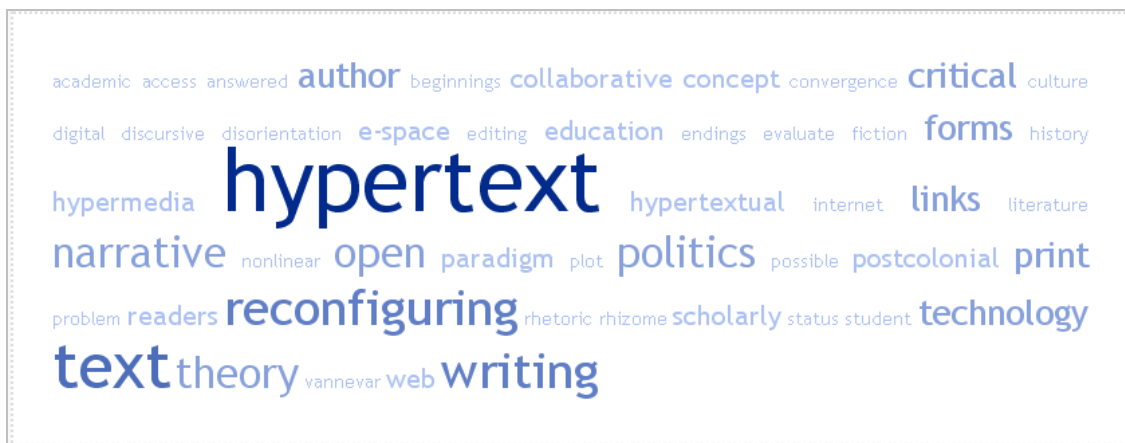 academic access answered author beginnings collaborative concept convergence critical culture
digital discursive disorientation e-space editing education endings evaluate fiction forms history
hypermedia hypertext hypertextual internet links literature
narrative nonlinear open paradigm plot politics possible postcolonial print
problem readers reconfiguring rhetoric rhizome scholarly status student technology
text theory vannevar web writing